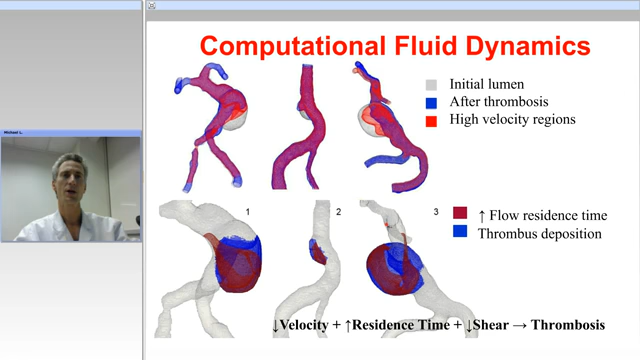 Computational Fluid Dynamics
Initial lumen
After thrombosis
High velocity regions
Michael L.
1
2
3
↑ Flow residence time
Thrombus deposition
↓Velocity + ↑Residence Time + ↓Shear → Thrombosis